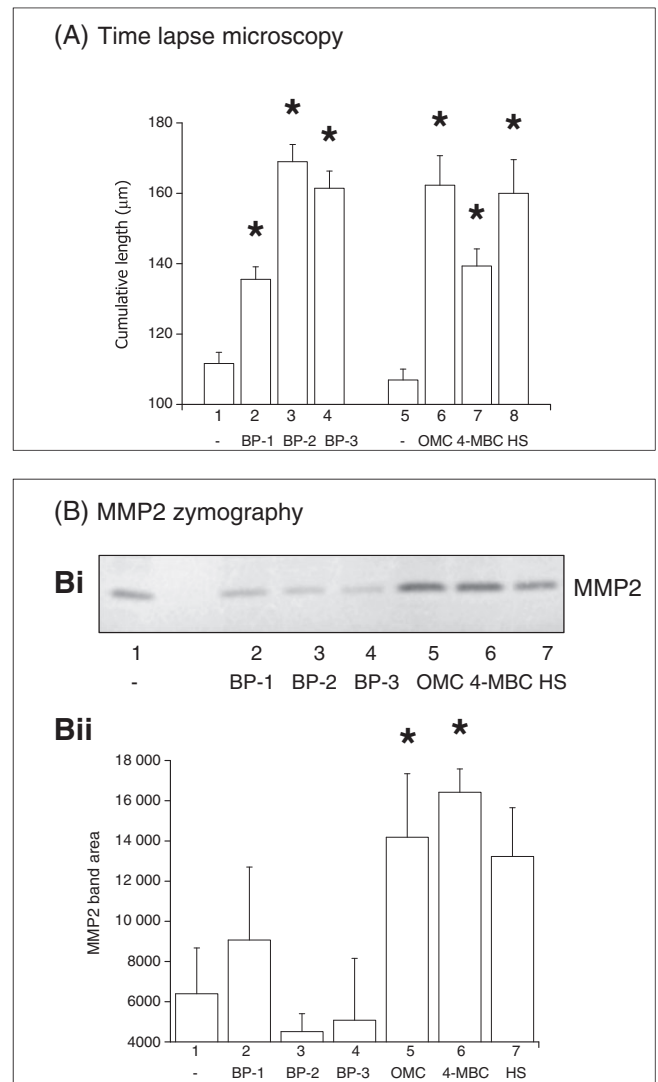 (A) Time lapse microscopy
Cumulative length (μm)
180
160
140
120
100
* * * * * *
1 2 3 4 5 6 7 8
- BP-1 BP-2 BP-3 - OMC 4-MBC HS
(B) MMP2 zymography
Bi
MMP2
1 2 3 4 5 6 7
- BP-1 BP-2 BP-3 OMC 4-MBC HS
Bii
* *
MMP2 band area
18 000
16 000
14 000
12 000
10 000
8000
6000
4000
1 2 3 4 5 6 7
- BP-1 BP-2 BP-3 OMC 4-MBC HS